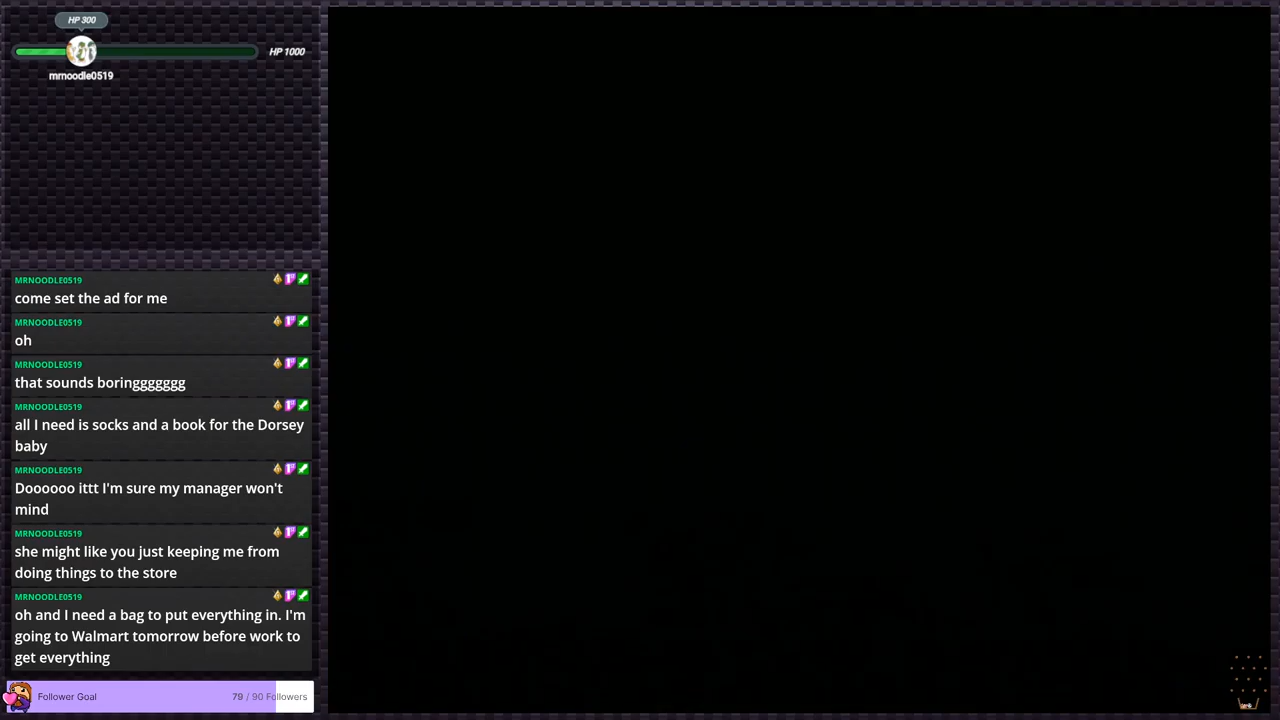 HP 300
HP 1000
mrnoodle0519
MRNOODLE0519
come set the ad for me
MRNOODLE0519
oh
MRNOODLE0519
that sounds boringggggggg
MRNOODLE0519
all I need is socks and a book for the Dorsey
baby
MRNOODLE0519
Doooooo ittt I'm sure my manager won't
mind
MRNOODLE0519
she might like you just keeping me from
doing things to the store
MRNOODLE0519
oh and I need a bag to put everything in. I'm
going to Walmart tomorrow before work to
get everything
Follower Goal
79 / 90 Followers